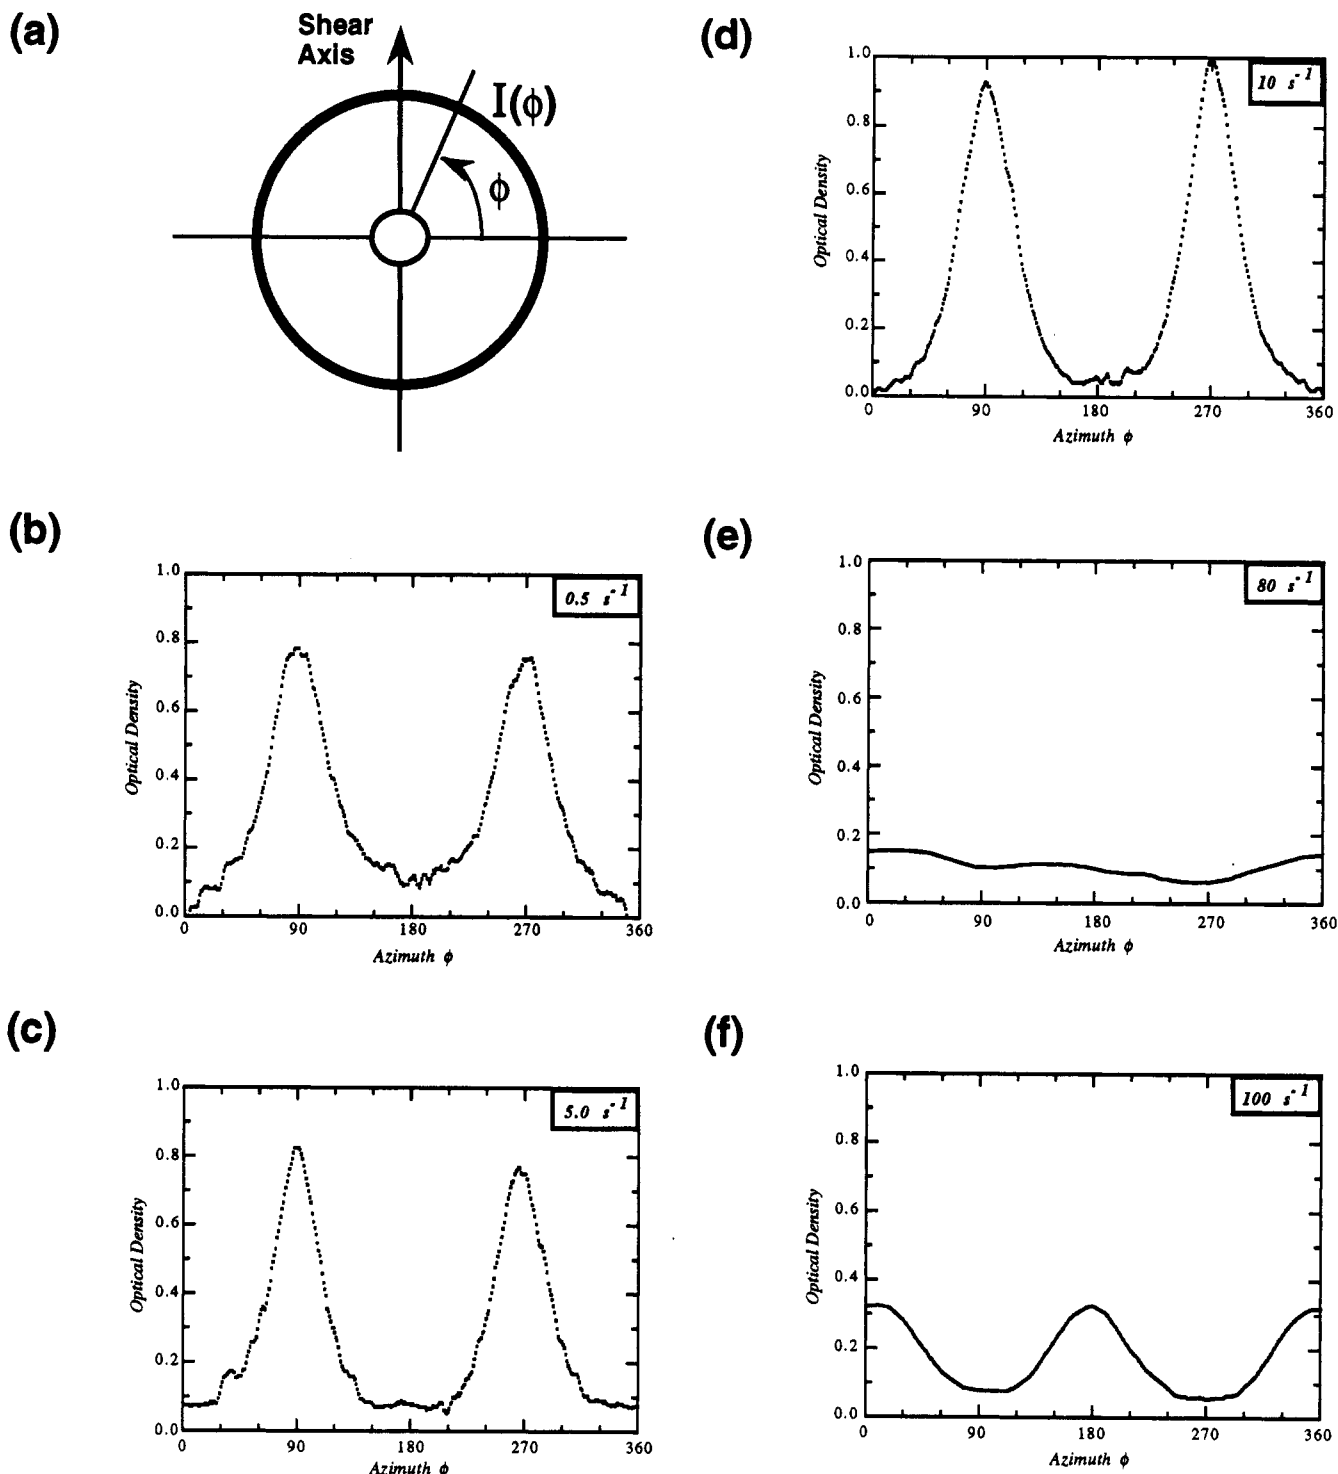 (a)
Shear
Axis
I(ϕ)
ϕ
(b)
0.5 s⁻¹
1.0
0.8
0.6
0.4
0.2
0.0
Optical Density
0 90 180 270 360
Azimuth ϕ
(c)
5.0 s⁻¹
1.0
0.8
0.6
0.4
0.2
0.0
Optical Density
0 90 180 270 360
Azimuth ϕ
(d)
10 s⁻¹
1.0
0.8
0.6
0.4
0.2
0.0
Optical Density
0 90 180 270 360
Azimuth ϕ
(e)
80 s⁻¹
1.0
0.8
0.6
0.4
0.2
0.0
Optical Density
0 90 180 270 360
Azimuth ϕ
(f)
100 s⁻¹
1.0
0.8
0.6
0.4
0.2
0.0
Optical Density
0 90 180 270 360
Azimuth ϕ